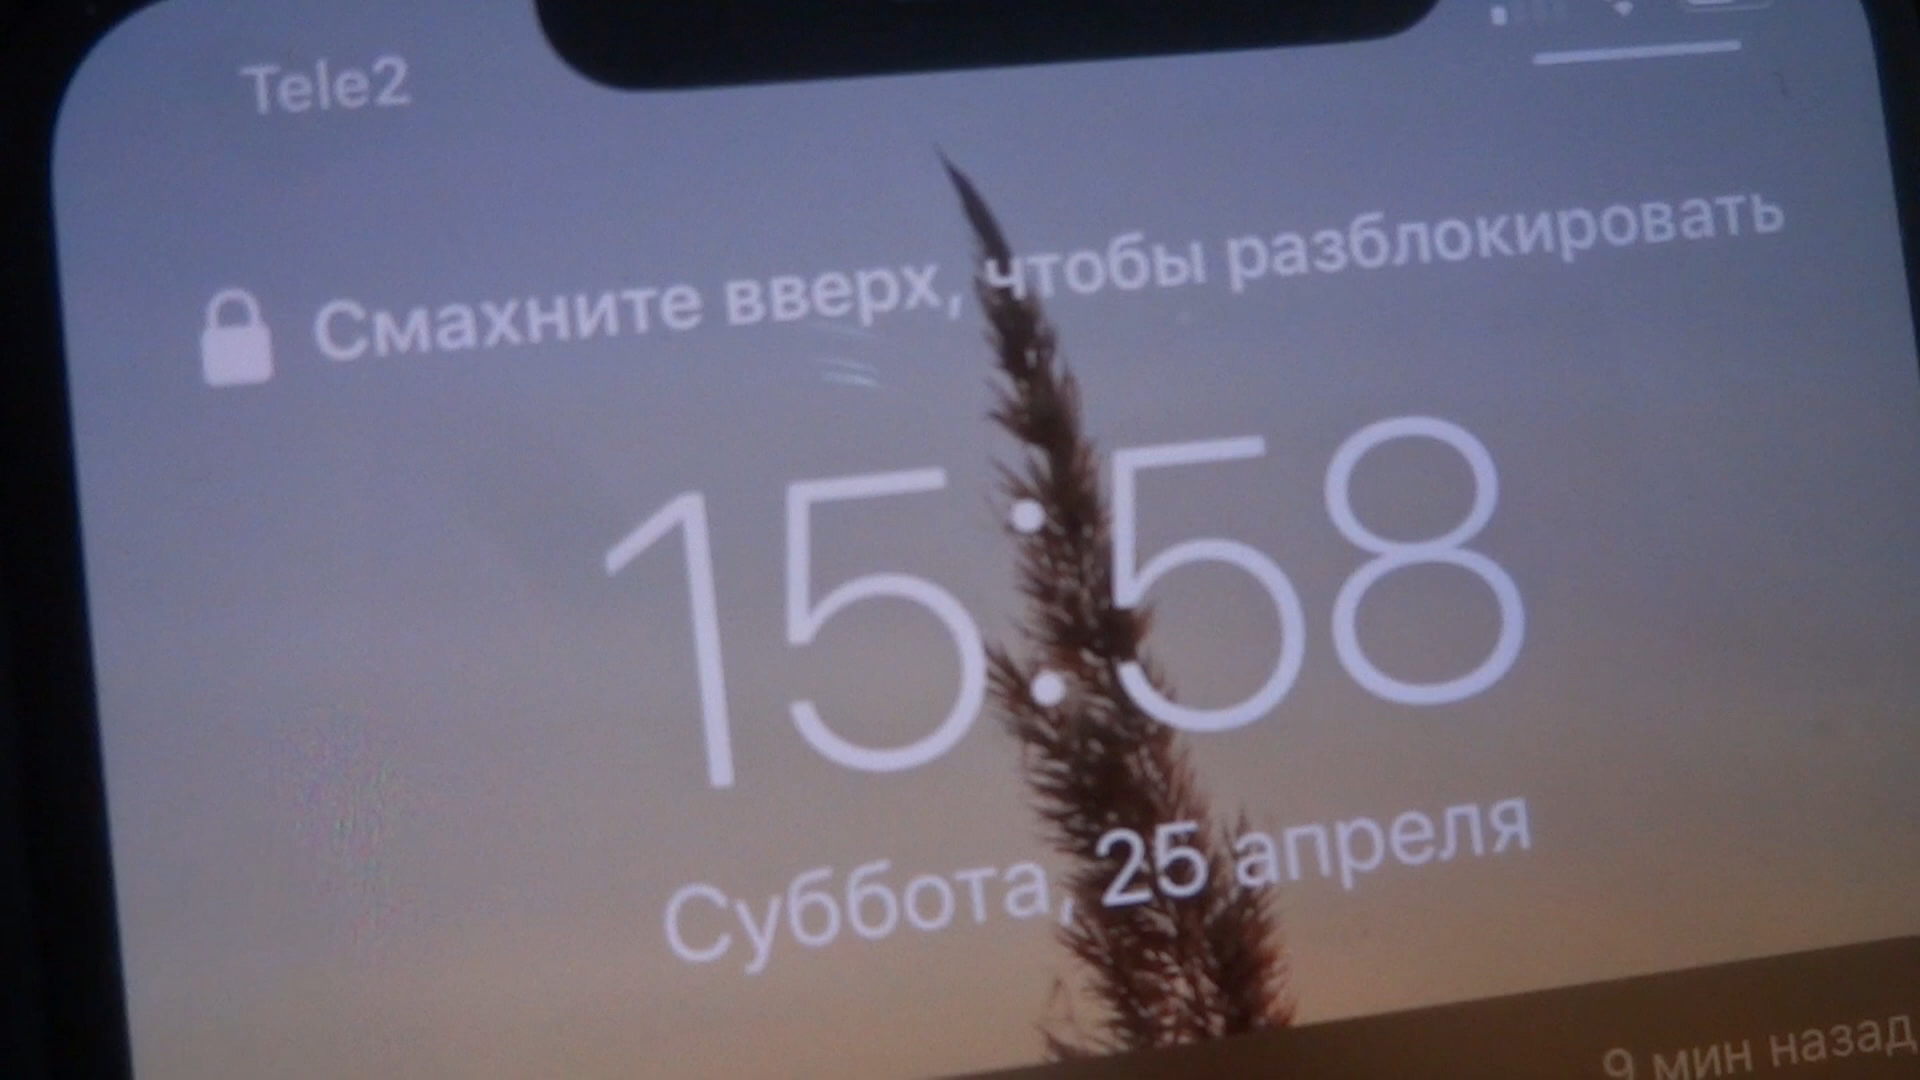 Tele2
Смахните вверх, чтобы разблокировать
15:58
Суббота, 25 апреля
9 мин назад